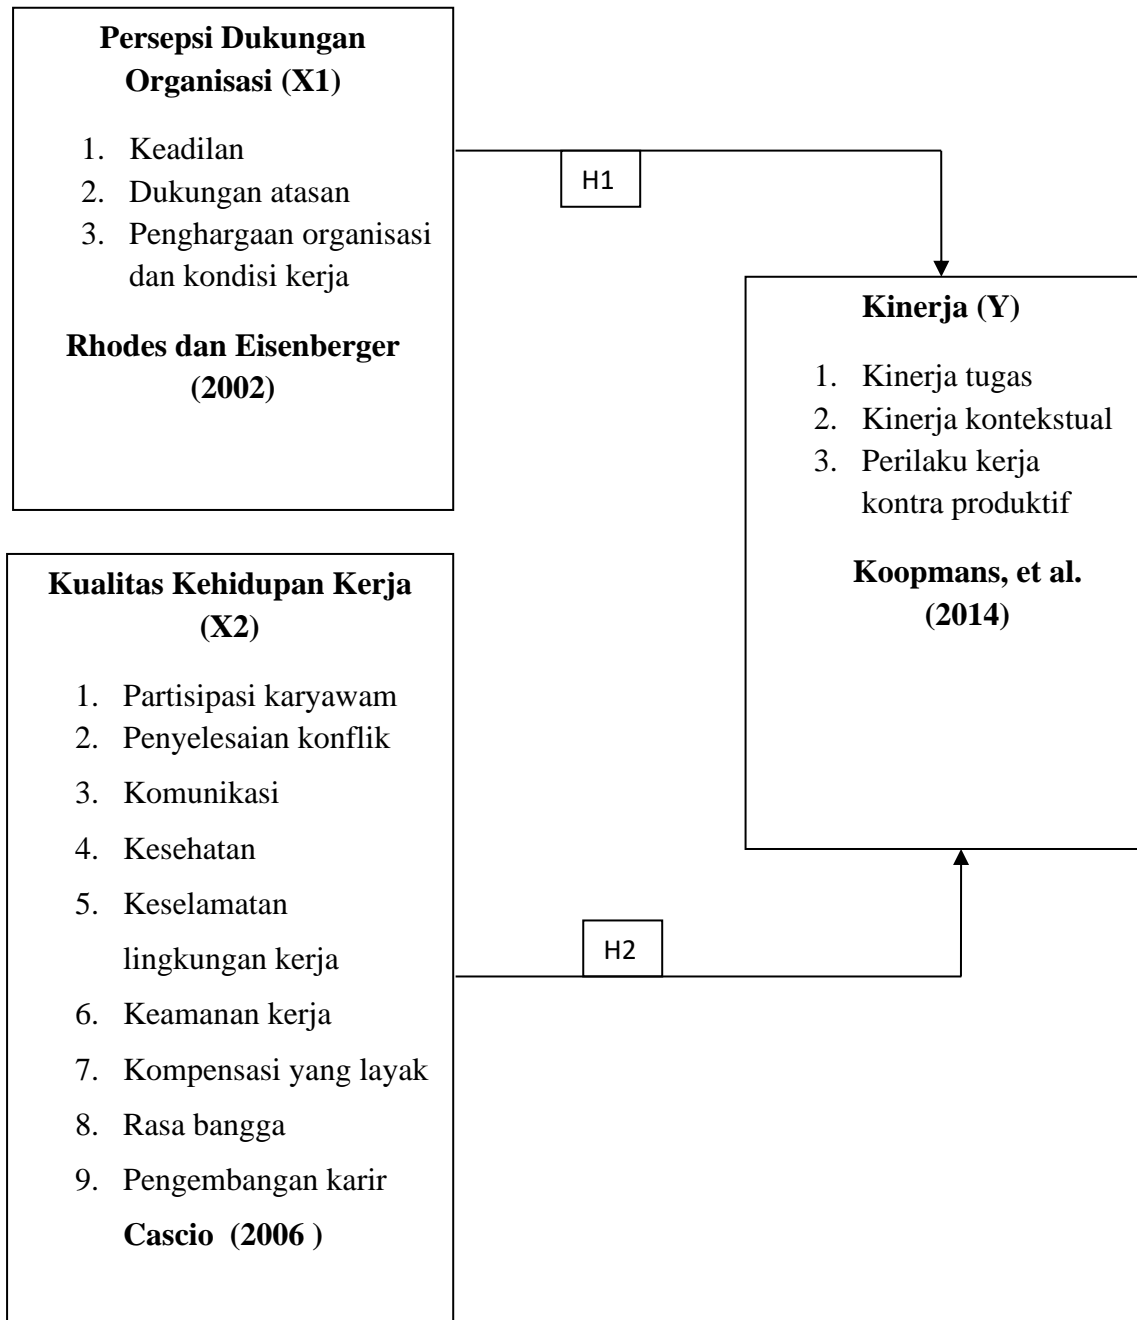 Persepsi Dukungan
Organisasi (X1)
1. Keadilan
2. Dukungan atasan
3. Penghargaan organisasi
dan kondisi kerja
Rhodes dan Eisenberger
(2002)
H1
Kinerja (Y)
1. Kinerja tugas
2. Kinerja kontekstual
3. Perilaku kerja
kontra produktif
Koopmans, et al.
(2014)
Kualitas Kehidupan Kerja
(X2)
1. Partisipasi karyawam
2. Penyelesaian konflik
3. Komunikasi
4. Kesehatan
5. Keselamatan
lingkungan kerja
6. Keamanan kerja
7. Kompensasi yang layak
8. Rasa bangga
9. Pengembangan karir
Cascio (2006 )
H2